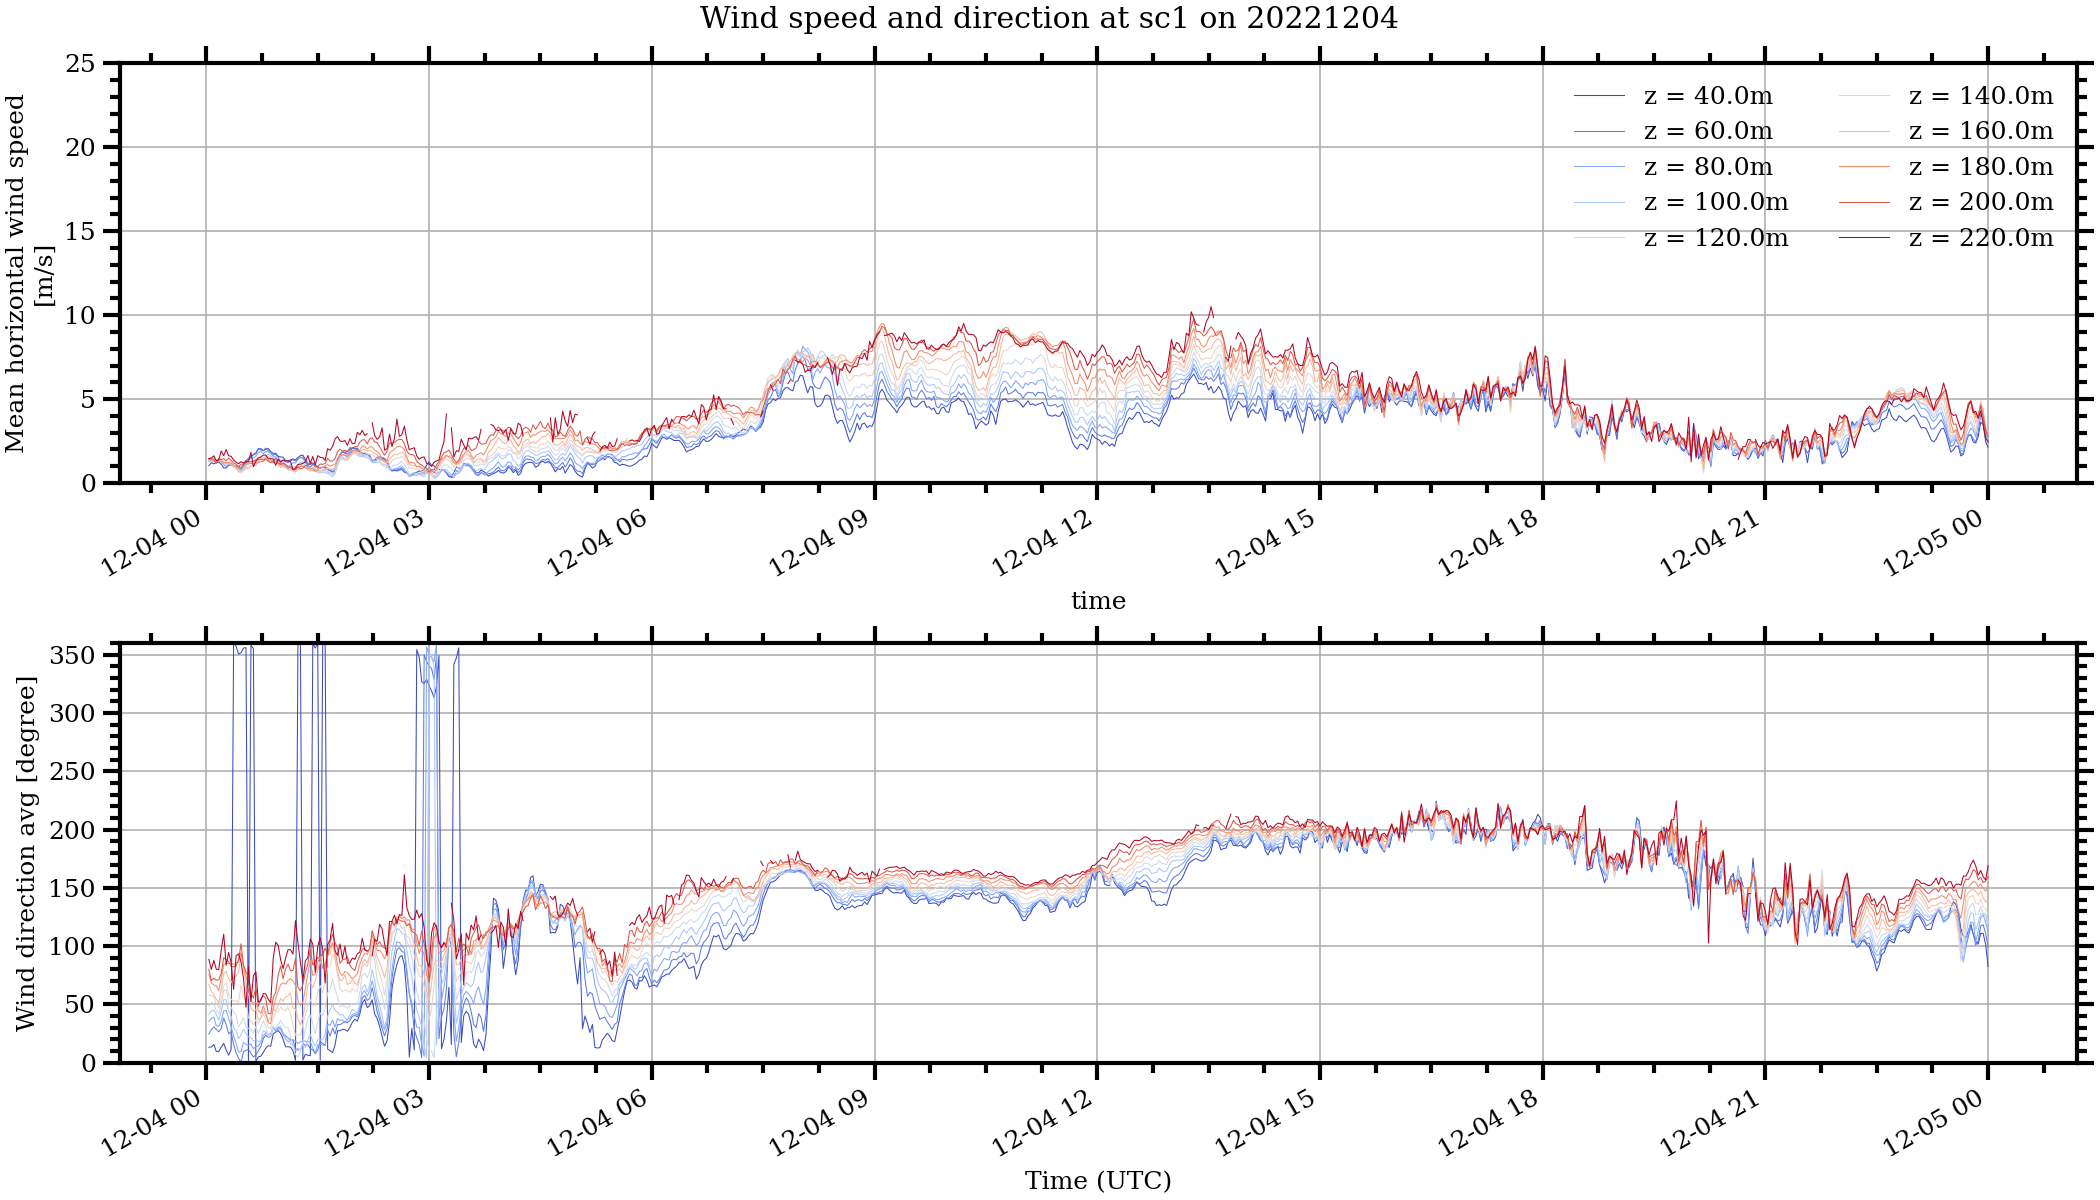 Wind speed and direction at sc1 on 20221204
Mean horizontal wind speed
[m/s]
25
20
15
10
5
0
z = 40.0m
z = 60.0m
z = 80.0m
z = 100.0m
z = 120.0m
z = 140.0m
z = 160.0m
z = 180.0m
z = 200.0m
z = 220.0m
12-04 00
12-04 03
12-04 06
12-04 09
12-04 12
12-04 15
12-04 18
12-04 21
12-05 00
time
Wind direction avg [degree]
350
300
250
200
150
100
50
0
12-04 00
12-04 03
12-04 06
12-04 09
12-04 12
12-04 15
12-04 18
12-04 21
12-05 00
Time (UTC)